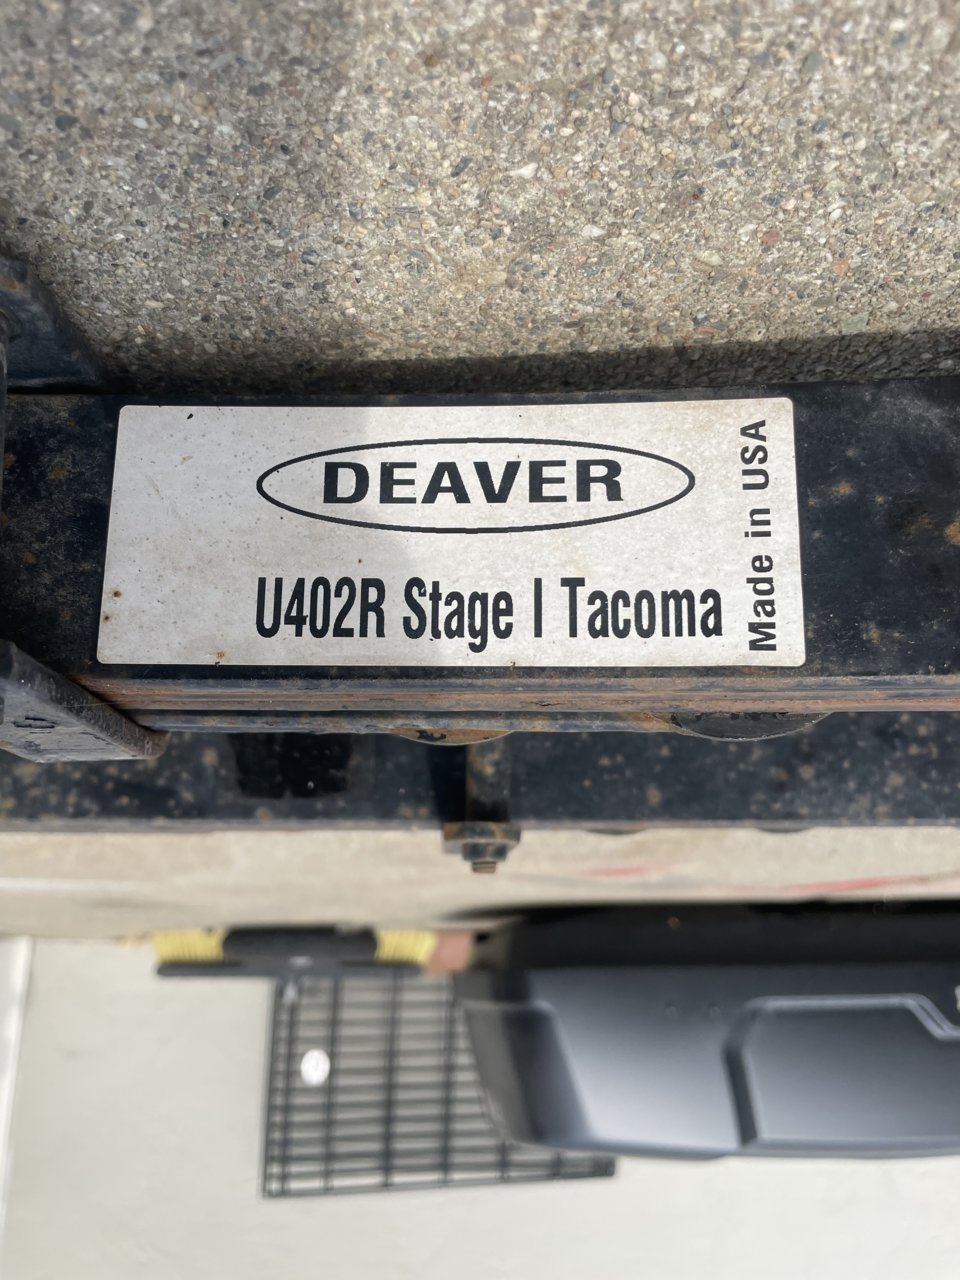 DEAVER
U402R Stage I Tacoma
Made in USA